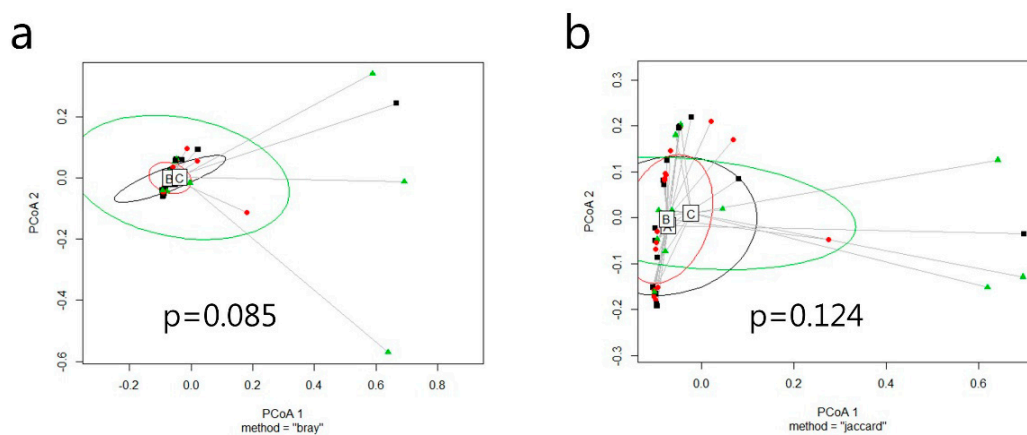 a
0.2
0.0
-0.2
-0.4
-0.6
PCoA 2
B
C
p=0.085
-0.2
0.0
0.2
0.4
0.6
0.8
PCoA 1
method = "bray"
b
0.3
0.2
0.1
0.0
-0.1
-0.2
-0.3
PCoA 2
B
A
C
p=0.124
0.0
0.2
0.4
0.6
PCoA 1
method = "jaccard"